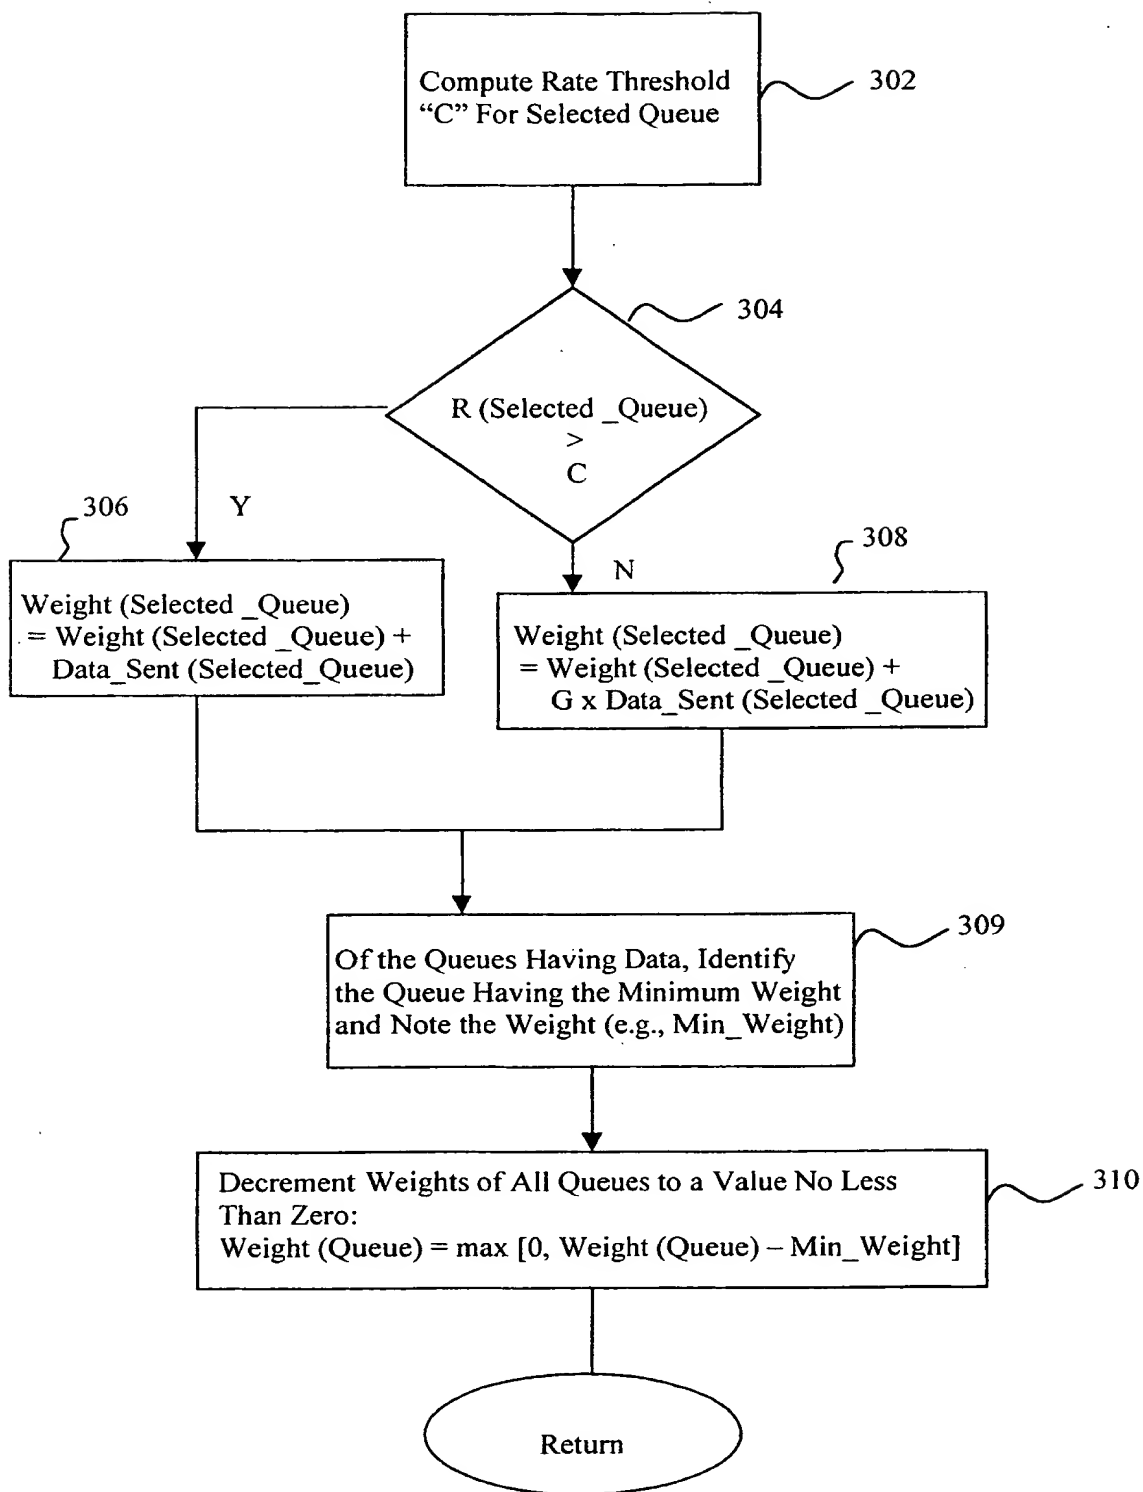 Compute Rate Threshold
“C” For Selected Queue
302
304
R (Selected _Queue)
>
C
306
Y
308
N
Weight (Selected _Queue)
= Weight (Selected _Queue) +
Data_Sent (Selected_Queue)
Weight (Selected _Queue)
= Weight (Selected _Queue) +
G x Data_Sent (Selected _Queue)
309
Of the Queues Having Data, Identify
the Queue Having the Minimum Weight
and Note the Weight (e.g., Min_Weight)
310
Decrement Weights of All Queues to a Value No Less
Than Zero:
Weight (Queue) = max [0, Weight (Queue) – Min_Weight]
Return